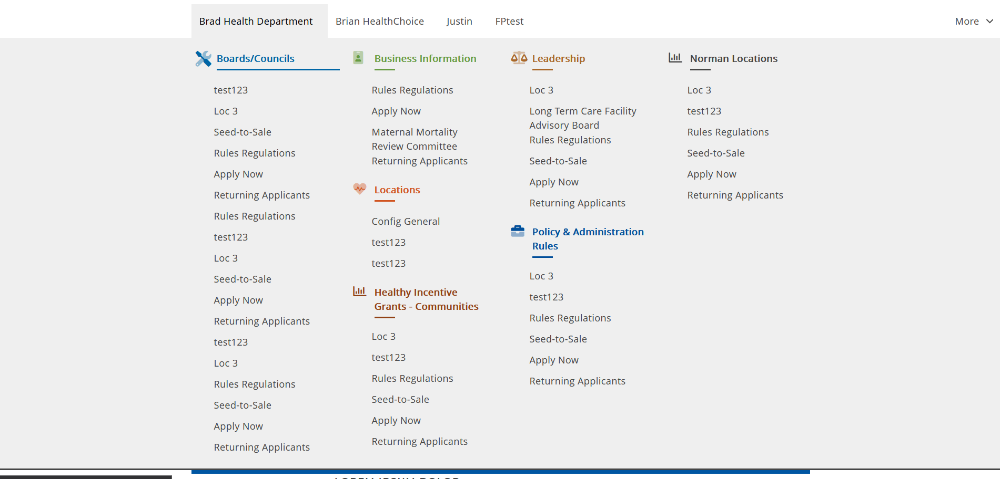 Brad Health Department
Brian HealthChoice
Justin
FPtest
More
Boards/Councils
test123
Loc 3
Seed-to-Sale
Rules Regulations
Apply Now
Returning Applicants
Rules Regulations
test123
Loc 3
Seed-to-Sale
Apply Now
Returning Applicants
test123
Loc 3
Rules Regulations
Seed-to-Sale
Apply Now
Returning Applicants
Business Information
Rules Regulations
Apply Now
Maternal Mortality
Review Committee
Returning Applicants
Locations
Config General
test123
test123
Healthy Incentive
Grants - Communities
Loc 3
test123
Rules Regulations
Seed-to-Sale
Apply Now
Returning Applicants
Leadership
Loc 3
Long Term Care Facility
Advisory Board
Rules Regulations
Seed-to-Sale
Apply Now
Returning Applicants
Policy & Administration
Rules
Loc 3
test123
Rules Regulations
Seed-to-Sale
Apply Now
Returning Applicants
Norman Locations
Loc 3
test123
Rules Regulations
Seed-to-Sale
Apply Now
Returning Applicants
LOREM IPSUM DOLOR